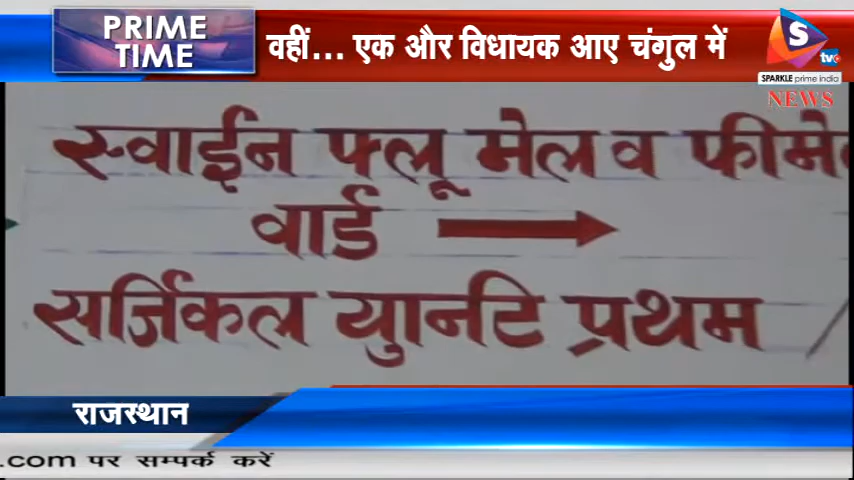 PRIME
TIME
वहीं... एक और विधायक आए चंगुल में
S
tv
SPARKLE prime india
NEWS
स्वाईन फ्लू मेल व फीमे
वार्ड
सर्जिकल युनिट प्रथम
राजस्थान
.com पर सम्पर्क करें